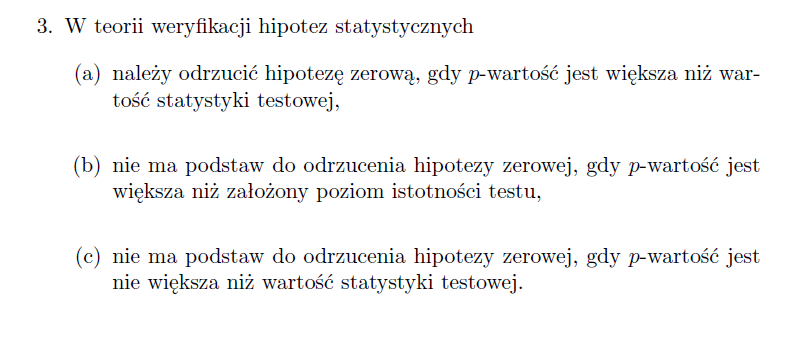 3. W teorii weryfikacji hipotez statystycznych
(a) należy odrzucić hipotezę zerową, gdy p-wartość jest większa niż war-
tość statystyki testowej,
(b) nie ma podstaw do odrzucenia hipotezy zerowej, gdy p-wartość jest
większa niż założony poziom istotności testu,
(c) nie ma podstaw do odrzucenia hipotezy zerowej, gdy p-wartość jest
nie większa niż wartość statystyki testowej.